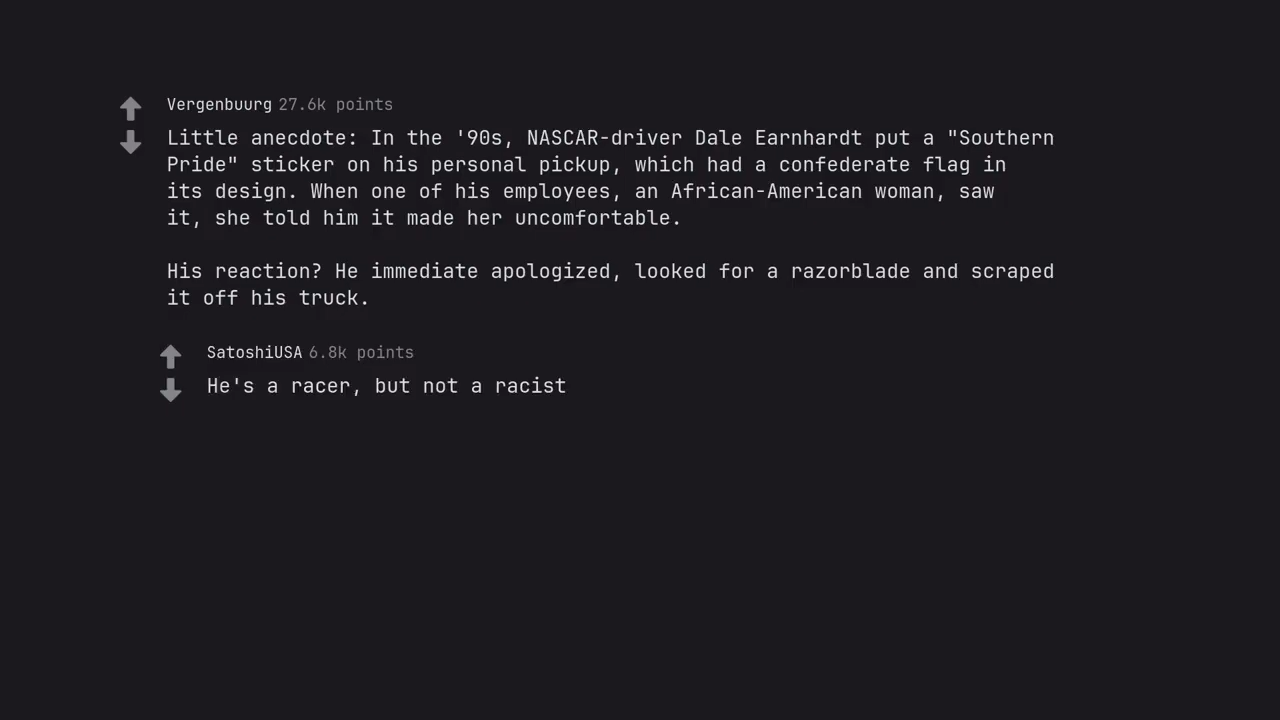 Vergenbuurg 27.6k points
Little anecdote: In the '90s, NASCAR-driver Dale Earnhardt put a "Southern
Pride" sticker on his personal pickup, which had a confederate flag in
its design. When one of his employees, an African-American woman, saw
it, she told him it made her uncomfortable.
His reaction? He immediate apologized, looked for a razorblade and scraped
it off his truck.
SatoshiUSA 6.8k points
He's a racer, but not a racist